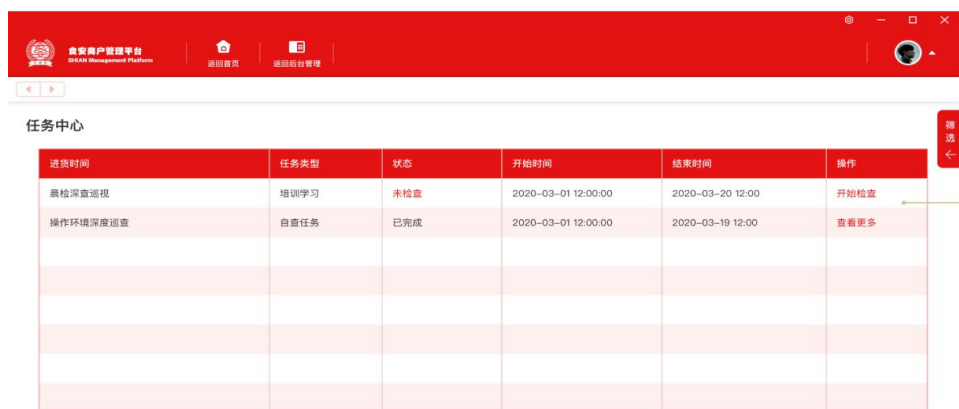 食安商户管理平台
SHIAN Management Platform
返回首页
返回后台管理
任务中心
筛选
进货时间 任务类型 状态 开始时间 结束时间 操作
晨检深查巡视 培训学习 未检查 2020-03-01 12:00:00 2020-03-20 12:00 开始检查
操作环境深度巡查 自查任务 已完成 2020-03-01 12:00:00 2020-03-19 12:00 查看更多